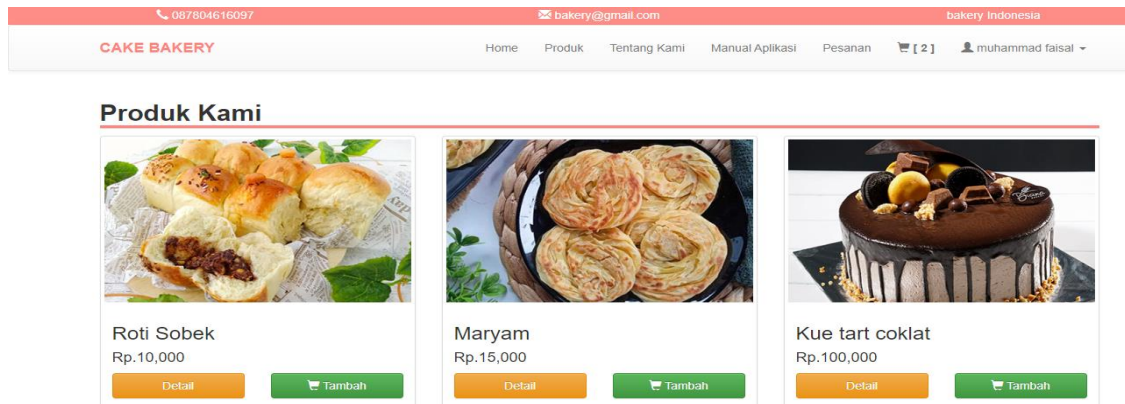 087804616097 bakery@gmail.com bakery Indonesia
CAKE BAKERY Home Produk Tentang Kami Manual Aplikasi Pesanan [ 2 ] muhammad faisal
Produk Kami
Roti Sobek Maryam Kue tart coklat
Rp.10,000 Rp.15,000 Rp.100,000
Detail Tambah Detail Tambah Detail Tambah